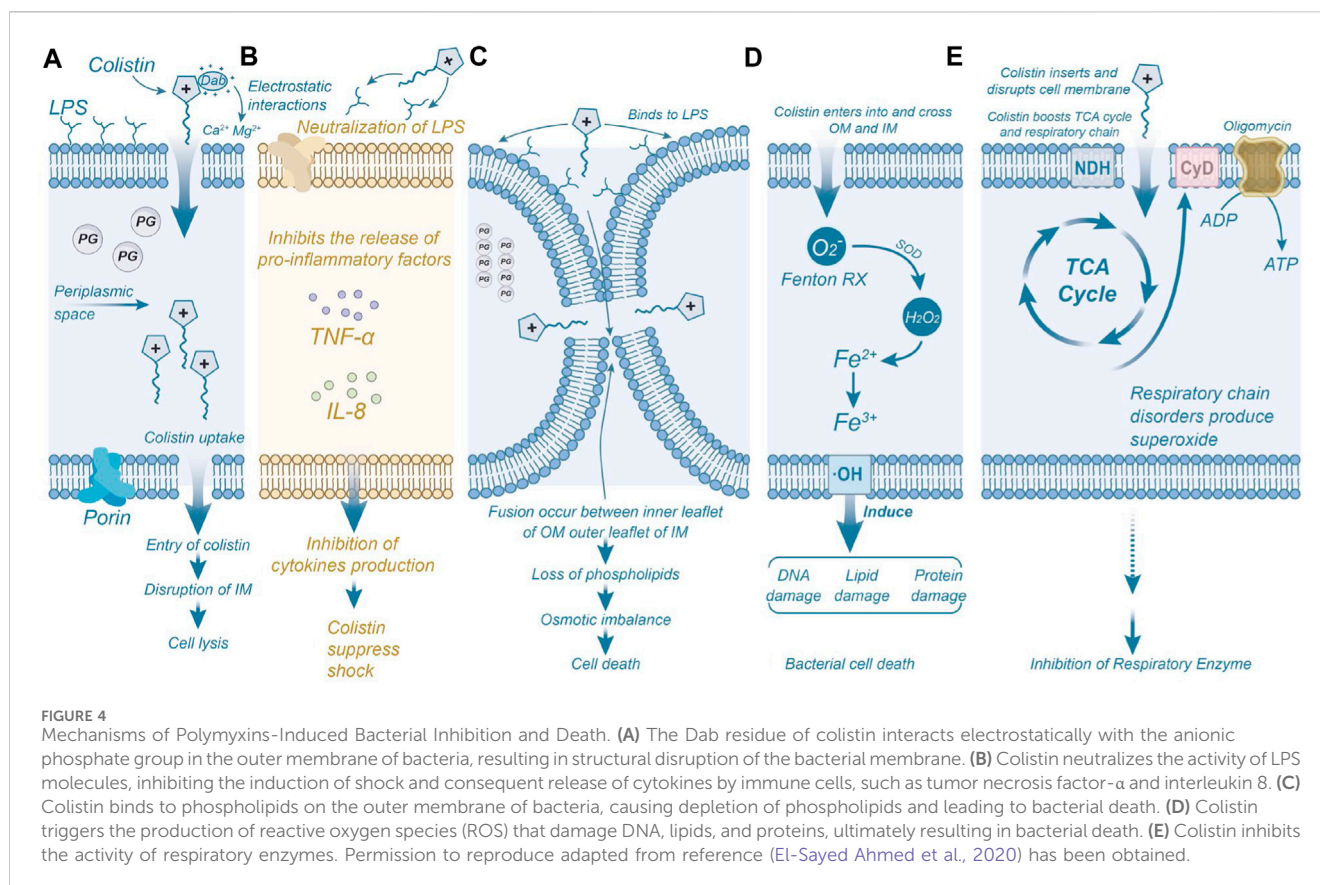 A
Colistin
+
Dab
LPS
Electrostatic
interactions
Ca²⁺ Mg²⁺
PG
PG
PG
Periplasmic
space
+
+
+
Colistin uptake
Porin
Entry of colistin
Disruption of IM
Cell lysis
B
+
Neutralization of LPS
Inhibits the release of
pro-inflammatory factors
TNF-α
IL-8
Inhibition of
cytokines production
Colistin
suppress
shock
C
+
Binds to LPS
PG
PG
PG
PG
PG
PG
PG
PG
+
+
Fusion occur between inner leaflet
of OM outer leaflet of IM
Loss of phospholipids
Osmotic imbalance
Cell death
D
Colistin enters into and cross
OM and IM
O₂⁻
SOD
Fenton RX
H₂O₂
Fe²⁺
Fe³⁺
·OH
Induce
DNA damage
Lipid damage
Protein damage
Bacterial cell death
E
Colistin inserts and
disrupts cell membrane
+
Colistin boosts TCA cycle
and respiratory chain
Oligomycin
NDH
CyD
ADP
ATP
TCA
Cycle
Respiratory chain
disorders produce
superoxide
Inhibition of Respiratory Enzyme
FIGURE 4
Mechanisms of Polymyxins-Induced Bacterial Inhibition and Death. (A) The Dab residue of colistin interacts electrostatically with the anionic
phosphate group in the outer membrane of bacteria, resulting in structural disruption of the bacterial membrane. (B) Colistin neutralizes the activity of LPS
molecules, inhibiting the induction of shock and consequent release of cytokines by immune cells, such as tumor necrosis factor-α and interleukin 8. (C)
Colistin binds to phospholipids on the outer membrane of bacteria, causing depletion of phospholipids and leading to bacterial death. (D) Colistin
triggers the production of reactive oxygen species (ROS) that damage DNA, lipids, and proteins, ultimately resulting in bacterial death. (E) Colistin inhibits
the activity of respiratory enzymes. Permission to reproduce adapted from reference (El-Sayed Ahmed et al., 2020) has been obtained.